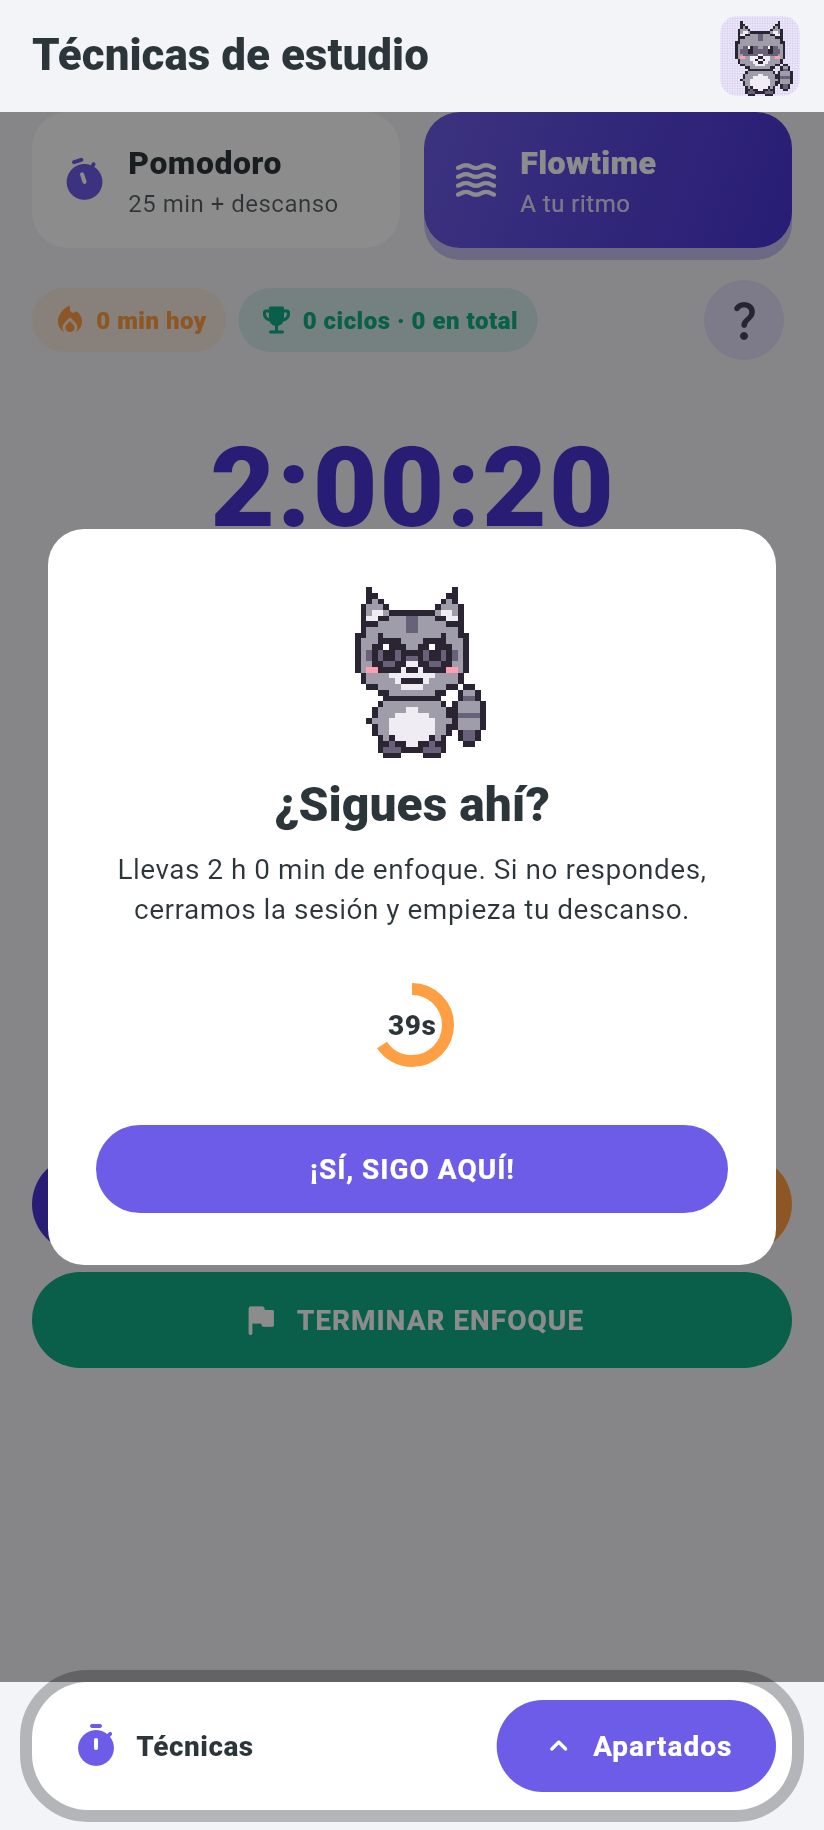 Técnicas de estudio
Pomodoro
25 min + descanso
Flowtime
A tu ritmo
0 min hoy
0 ciclos · 0 en total
?
2:00:20
¿Sigues ahí?
Llevas 2 h 0 min de enfoque. Si no respondes,
cerramos la sesión y empieza tu descanso.
39s
¡SÍ, SIGO AQUÍ!
TERMINAR ENFOQUE
Técnicas
Apartados